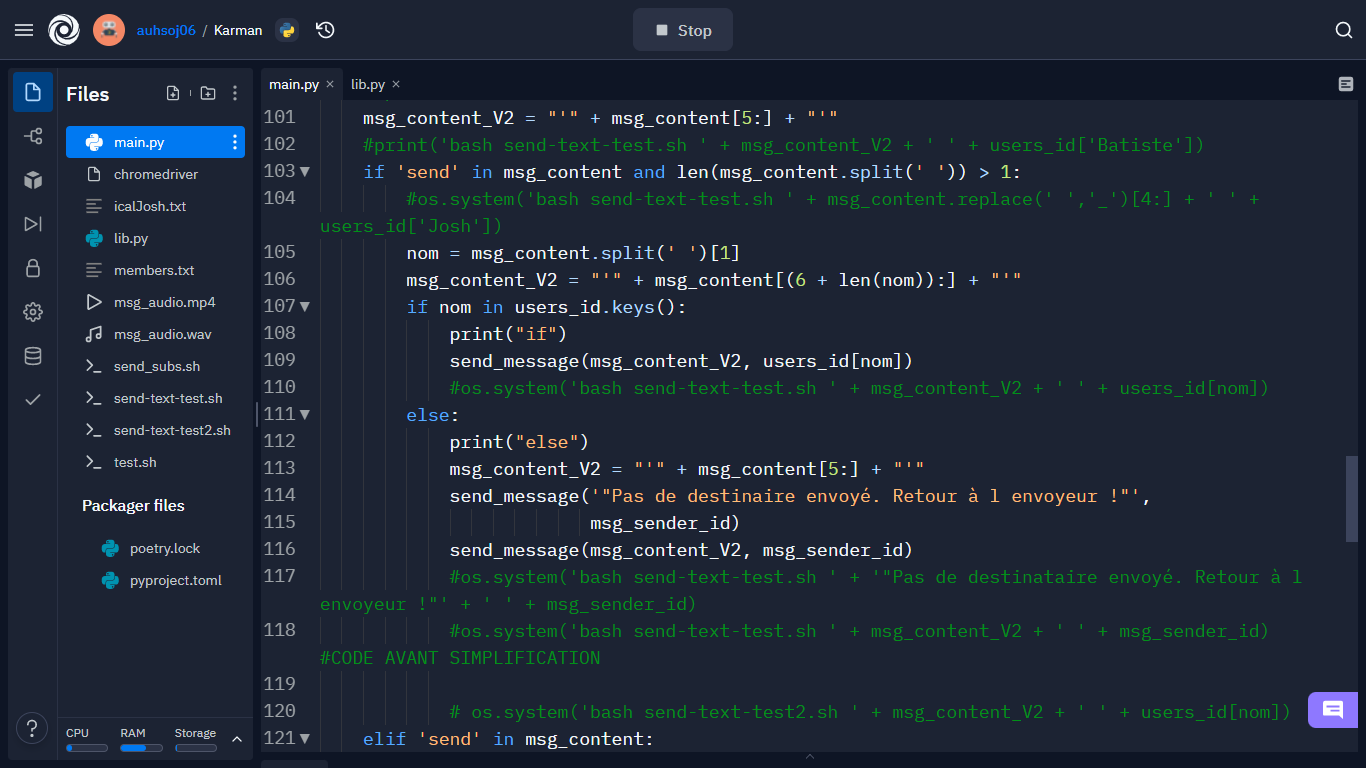 auhsoj06 / Karman
Stop
Files
main.py
chromedriver
icalJosh.txt
lib.py
members.txt
msg_audio.mp4
msg_audio.wav
send_subs.sh
send-text-test.sh
send-text-test2.sh
test.sh
Packager files
poetry.lock
pyproject.toml
CPU
RAM
Storage
?
main.py ×
lib.py ×
101 msg_content_V2 = "'" + msg_content[5:] + "'"
102 #print('bash send-text-test.sh ' + msg_content_V2 + ' ' + users_id['Batiste'])
103 if 'send' in msg_content and len(msg_content.split(' ')) > 1:
104 #os.system('bash send-text-test.sh ' + msg_content.replace(' ','_')[4:] + ' ' +
users_id['Josh'])
105 nom = msg_content.split(' ')[1]
106 msg_content_V2 = "'" + msg_content[(6 + len(nom)):] + "'"
107 if nom in users_id.keys():
108 print("if")
109 send_message(msg_content_V2, users_id[nom])
110 #os.system('bash send-text-test.sh ' + msg_content_V2 + ' ' + users_id[nom])
111 else:
112 print("else")
113 msg_content_V2 = "'" + msg_content[5:] + "'"
114 send_message('"Pas de destinaire envoyé. Retour à l envoyeur !"',
115 msg_sender_id)
116 send_message(msg_content_V2, msg_sender_id)
117 #os.system('bash send-text-test.sh ' + '"Pas de destinataire envoyé. Retour à l
envoyeur !"' + ' ' + msg_sender_id)
118 #os.system('bash send-text-test.sh ' + msg_content_V2 + ' ' + msg_sender_id)
#CODE AVANT SIMPLIFICATION
119
120 # os.system('bash send-text-test2.sh ' + msg_content_V2 + ' ' + users_id[nom])
121 elif 'send' in msg_content: